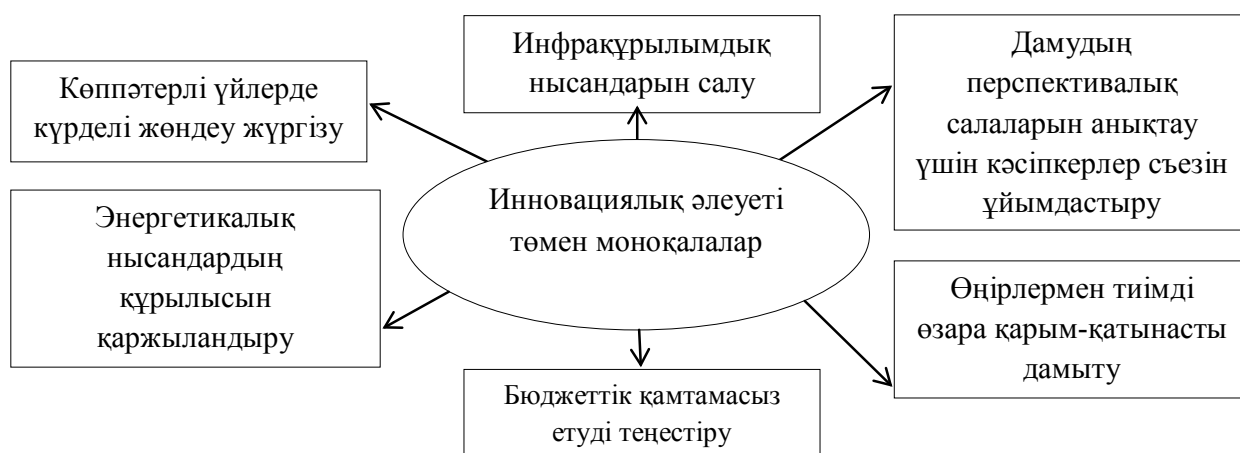 Көппәтерлі үйлерде
күрделі жөндеу жүргізу
Инфрақұрылымдық
нысандарын салу
Дамудың
перспективалық
салаларын анықтау
үшін кәсіпкерлер съезін
ұйымдастыру
Инновациялық әлеуеті
төмен моноқалалар
Энергетикалық
нысандардың
құрылысын
қаржыландыру
Бюджеттік қамтамасыз
етуді теңестіру
Өңірлермен тиімді
өзара қарым-қатынасты
дамыту